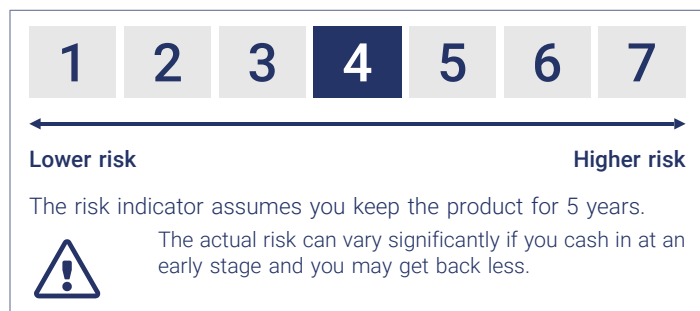 1 2 3 4 5 6 7
Lower risk Higher risk
The risk indicator assumes you keep the product for 5 years.
The actual risk can vary significantly if you cash in at an
early stage and you may get back less.